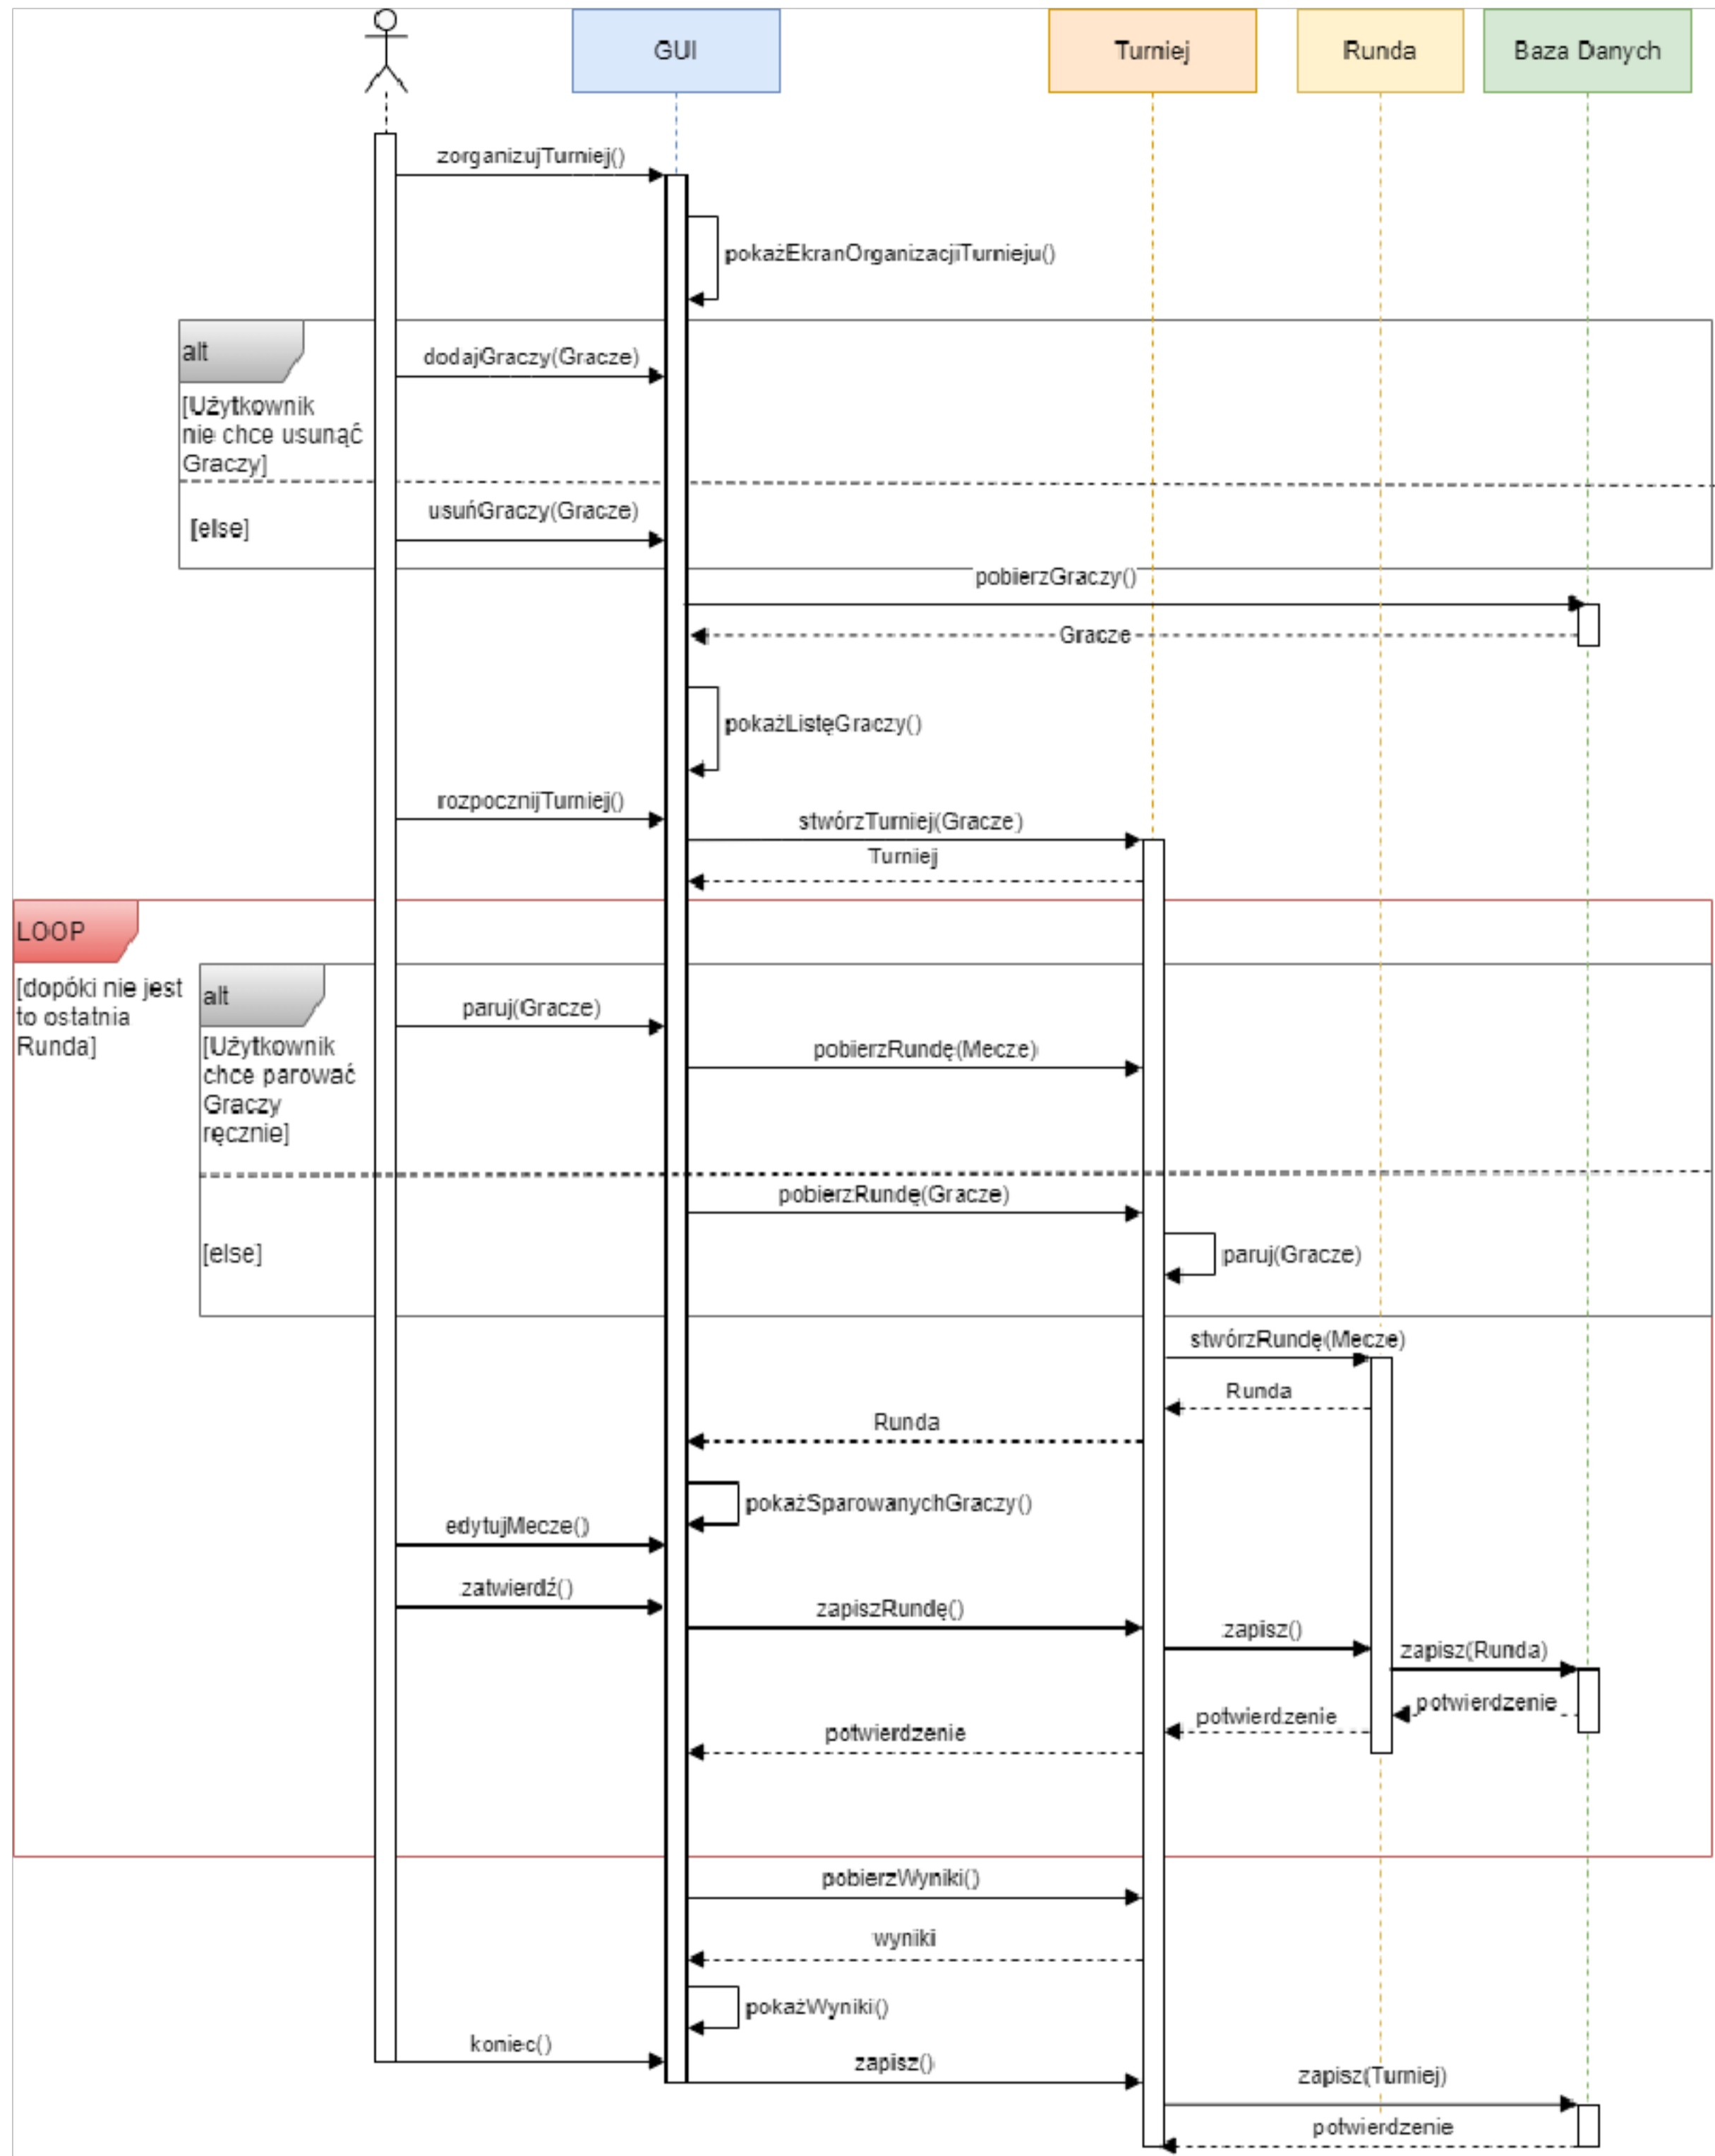 GUI
Turniej
Runda
Baza Danych
zorganizujTurniej()
pokażEkranOrganizacjiTurnieju()
alt
dodajGraczy(Gracze)
[Użytkownik
nie chce usunąć
Graczy]
usuńGraczy(Gracze)
[else]
pobierzGraczy()
Gracze
pokażListęGraczy()
rozpocznijTurniej()
stwórzTurniej(Gracze)
Turniej
LOOP
[dopóki nie jest
to ostatnia
Runda]
alt
paruj(Gracze)
[Użytkownik
chce parować
Graczy
ręcznie]
pobierzRundę(Mecze)
pobierzRundę(Gracze)
[else]
paruj(Gracze)
stwórzRundę(Mecze)
Runda
Runda
pokażSparowanychGraczy()
edytujMecze()
zatwierdź()
zapiszRundę()
zapisz()
zapisz(Runda)
potwierdzenie
potwierdzenie
potwierdzenie
pobierzWyniki()
wyniki
pokażWyniki()
koniec()
zapisz()
zapisz(Turniej)
potwierdzenie